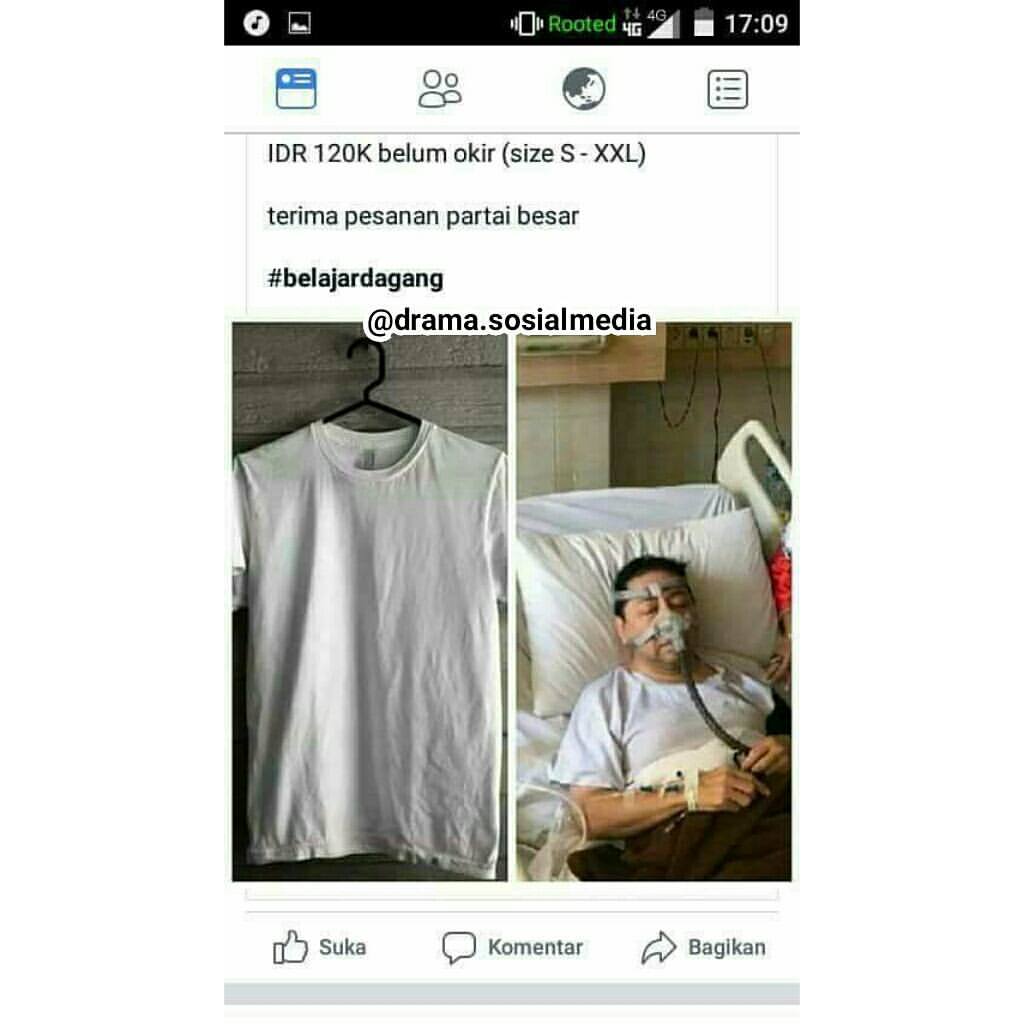 Rooted 4G 4G 17:09
IDR 120K belum okir (size S - XXL)
terima pesanan partai besar
#belajardagang
@drama.sosialmedia
Suka Komentar Bagikan